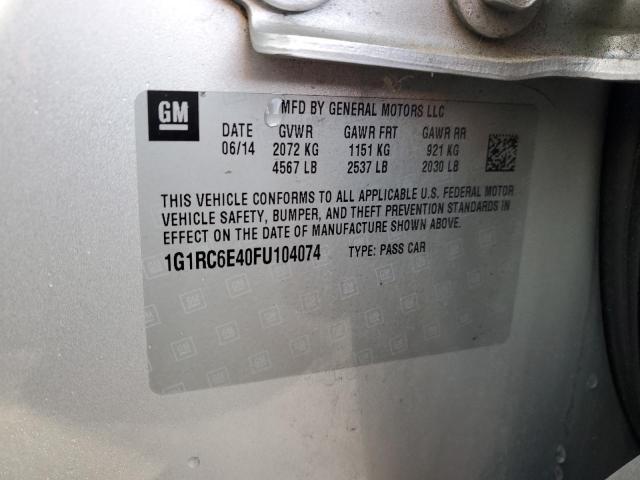 GM
MFD BY GENERAL MOTORS LLC
DATE GVWR GAWR FRT GAWR RR
06/14 2072 KG 1151 KG 921 KG
4567 LB 2537 LB 2030 LB
THIS VEHICLE CONFORMS TO ALL APPLICABLE U.S. FEDERAL MOTOR
VEHICLE SAFETY, BUMPER, AND THEFT PREVENTION STANDARDS IN
EFFECT ON THE DATE OF MANUFACTURE SHOWN ABOVE.
1G1RC6E40FU104074 TYPE: PASS CAR